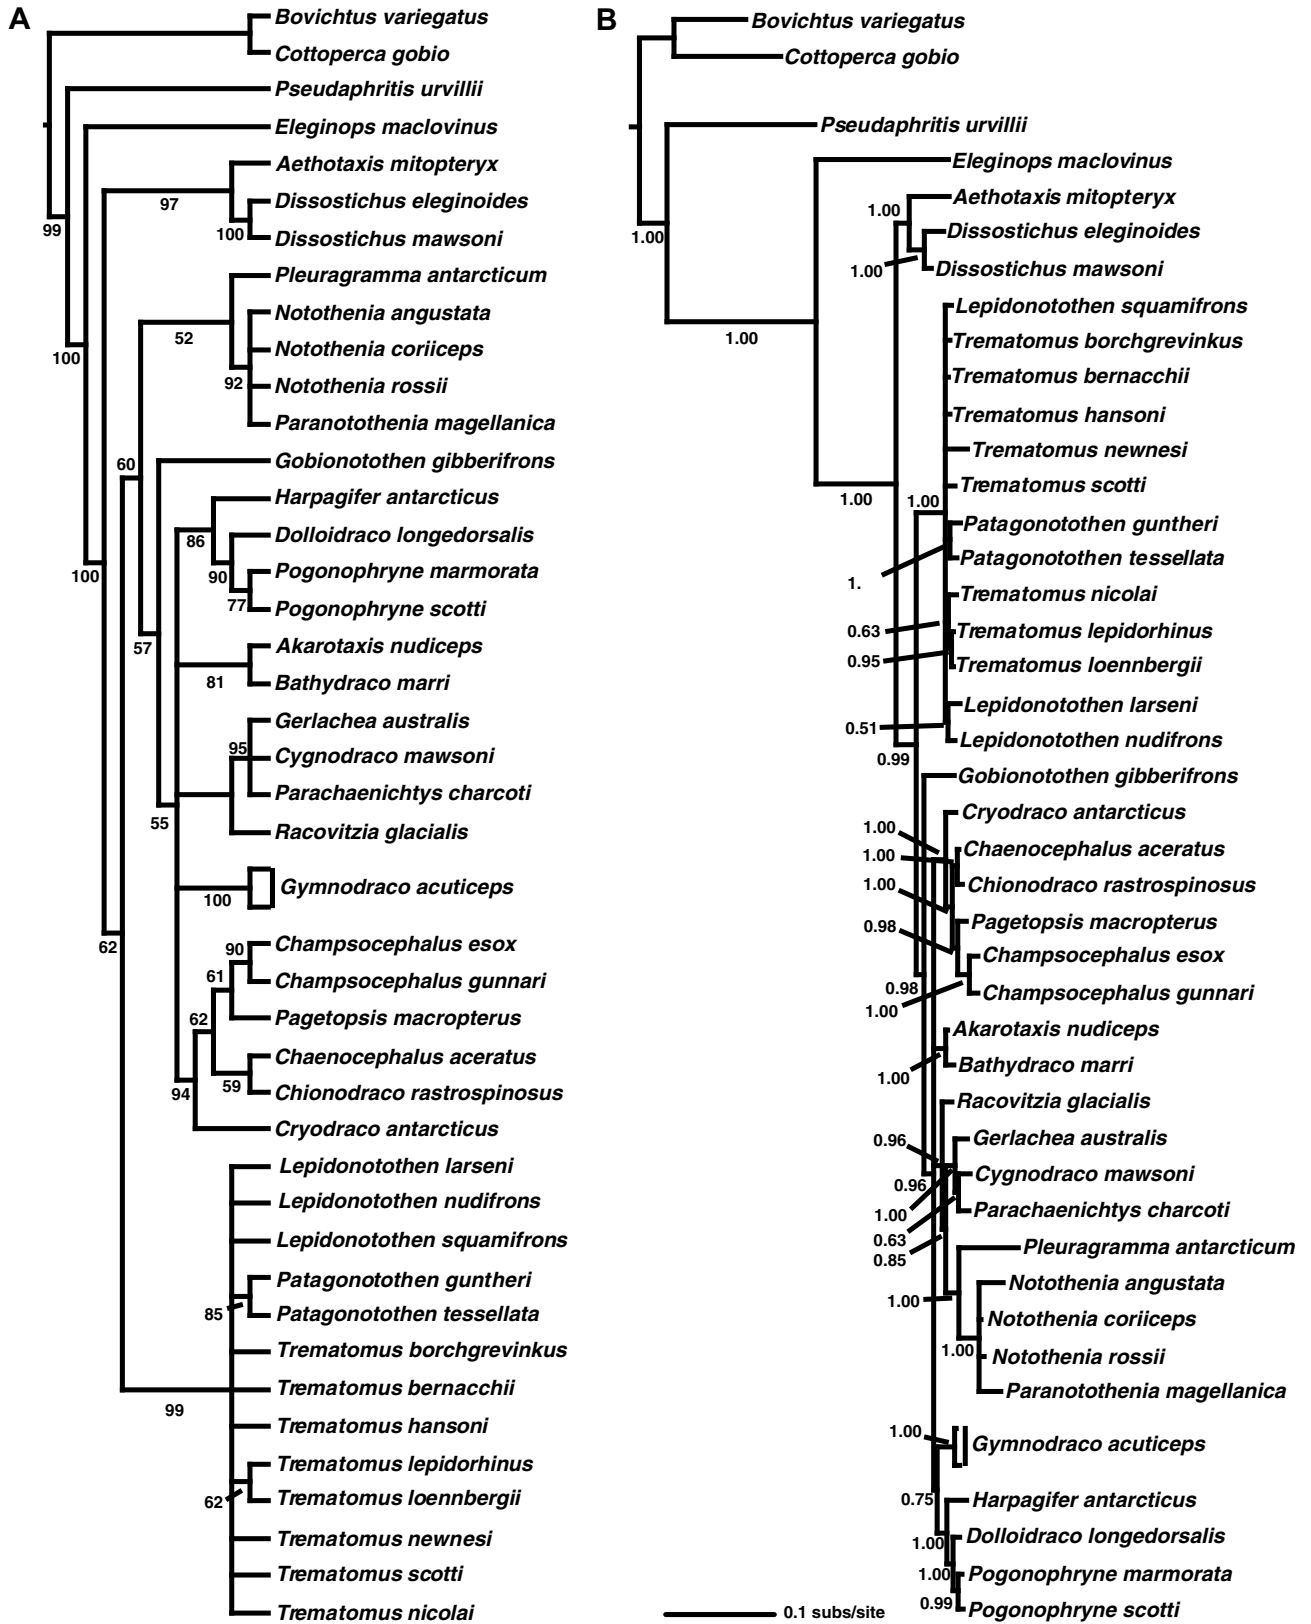 A
Bovichtus variegatus
Cottoperca gobio
Pseudaphritis urvillii
Eleginops maclovinus
Aethotaxis mitopteryx
97
Dissostichus eleginoides
99
100
Dissostichus mawsoni
Pleuragramma antarcticum
Notothenia angustata
52
Notothenia coriiceps
100
92
Notothenia rossii
Paranotothenia magellanica
60
Gobionotothen gibberifrons
Harpagifer antarcticus
86
Dolloidraco longedorsalis
100
90
Pogonophryne marmorata
77
Pogonophryne scotti
57
Akarotaxis nudiceps
81
Bathydraco marri
Gerlachea australis
95
Cygnodraco mawsoni
Parachaenichtys charcoti
55
Racovitzia glacialis
100
Gymnodraco acuticeps
62
90
Champsocephalus esox
61
Champsocephalus gunnari
62
Pagetopsis macropterus
Chaenocephalus aceratus
94
59
Chionodraco rastrospinosus
Cryodraco antarcticus
Lepidonotothen larseni
Lepidonotothen nudifrons
Lepidonotothen squamifrons
Patagonotothen guntheri
85
Patagonotothen tessellata
Trematomus borchgrevinkus
99
Trematomus bernacchii
Trematomus hansoni
Trematomus lepidorhinus
62
Trematomus loennbergii
Trematomus newnesi
Trematomus scotti
Trematomus nicolai
B
Bovichtus variegatus
Cottoperca gobio
Pseudaphritis urvillii
Eleginops maclovinus
1.00
Aethotaxis mitopteryx
1.00
Dissostichus eleginoides
1.00
Dissostichus mawsoni
1.00
Lepidonotothen squamifrons
Trematomus borchgrevinkus
Trematomus bernacchii
Trematomus hansoni
Trematomus newnesi
1.00
1.00
Trematomus scotti
Patagonotothen guntheri
1.
Patagonotothen tessellata
Trematomus nicolai
0.63
Trematomus lepidorhinus
0.95
Trematomus loennbergii
Lepidonotothen larseni
0.51
Lepidonotothen nudifrons
0.99
Gobionotothen gibberifrons
Cryodraco antarcticus
1.00
1.00
Chaenocephalus aceratus
1.00
Chionodraco rastrospinosus
0.98
Pagetopsis macropterus
Champsocephalus esox
0.98
1.00
Champsocephalus gunnari
Akarotaxis nudiceps
1.00
Bathydraco marri
Racovitzia glacialis
0.96
Gerlachea australis
0.96
Cygnodraco mawsoni
1.00
Parachaenichtys charcoti
0.63
0.85
Pleuragramma antarcticum
1.00
Notothenia angustata
Notothenia coriiceps
1.00
Notothenia rossii
Paranotothenia magellanica
1.00
Gymnodraco acuticeps
0.75
Harpagifer antarcticus
1.00
Dolloidraco longedorsalis
1.00
Pogonophryne marmorata
0.99
Pogonophryne scotti
0.1 subs/site